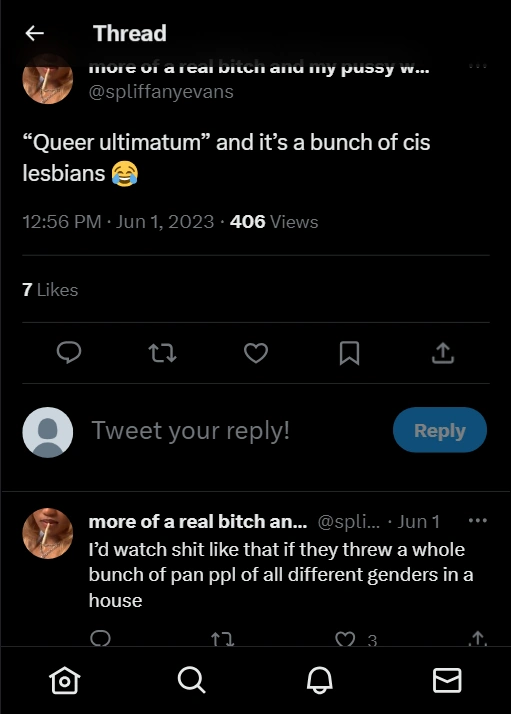 Thread
more of a real bitch and my pussy w...
@spliffanyevans
“Queer ultimatum” and it’s a bunch of cis
lesbians 😂
12:56 PM · Jun 1, 2023 · 406 Views
7 Likes
Tweet your reply!
Reply
more of a real bitch an... @spli... · Jun 1
I’d watch shit like that if they threw a whole
bunch of pan ppl of all different genders in a
house
3